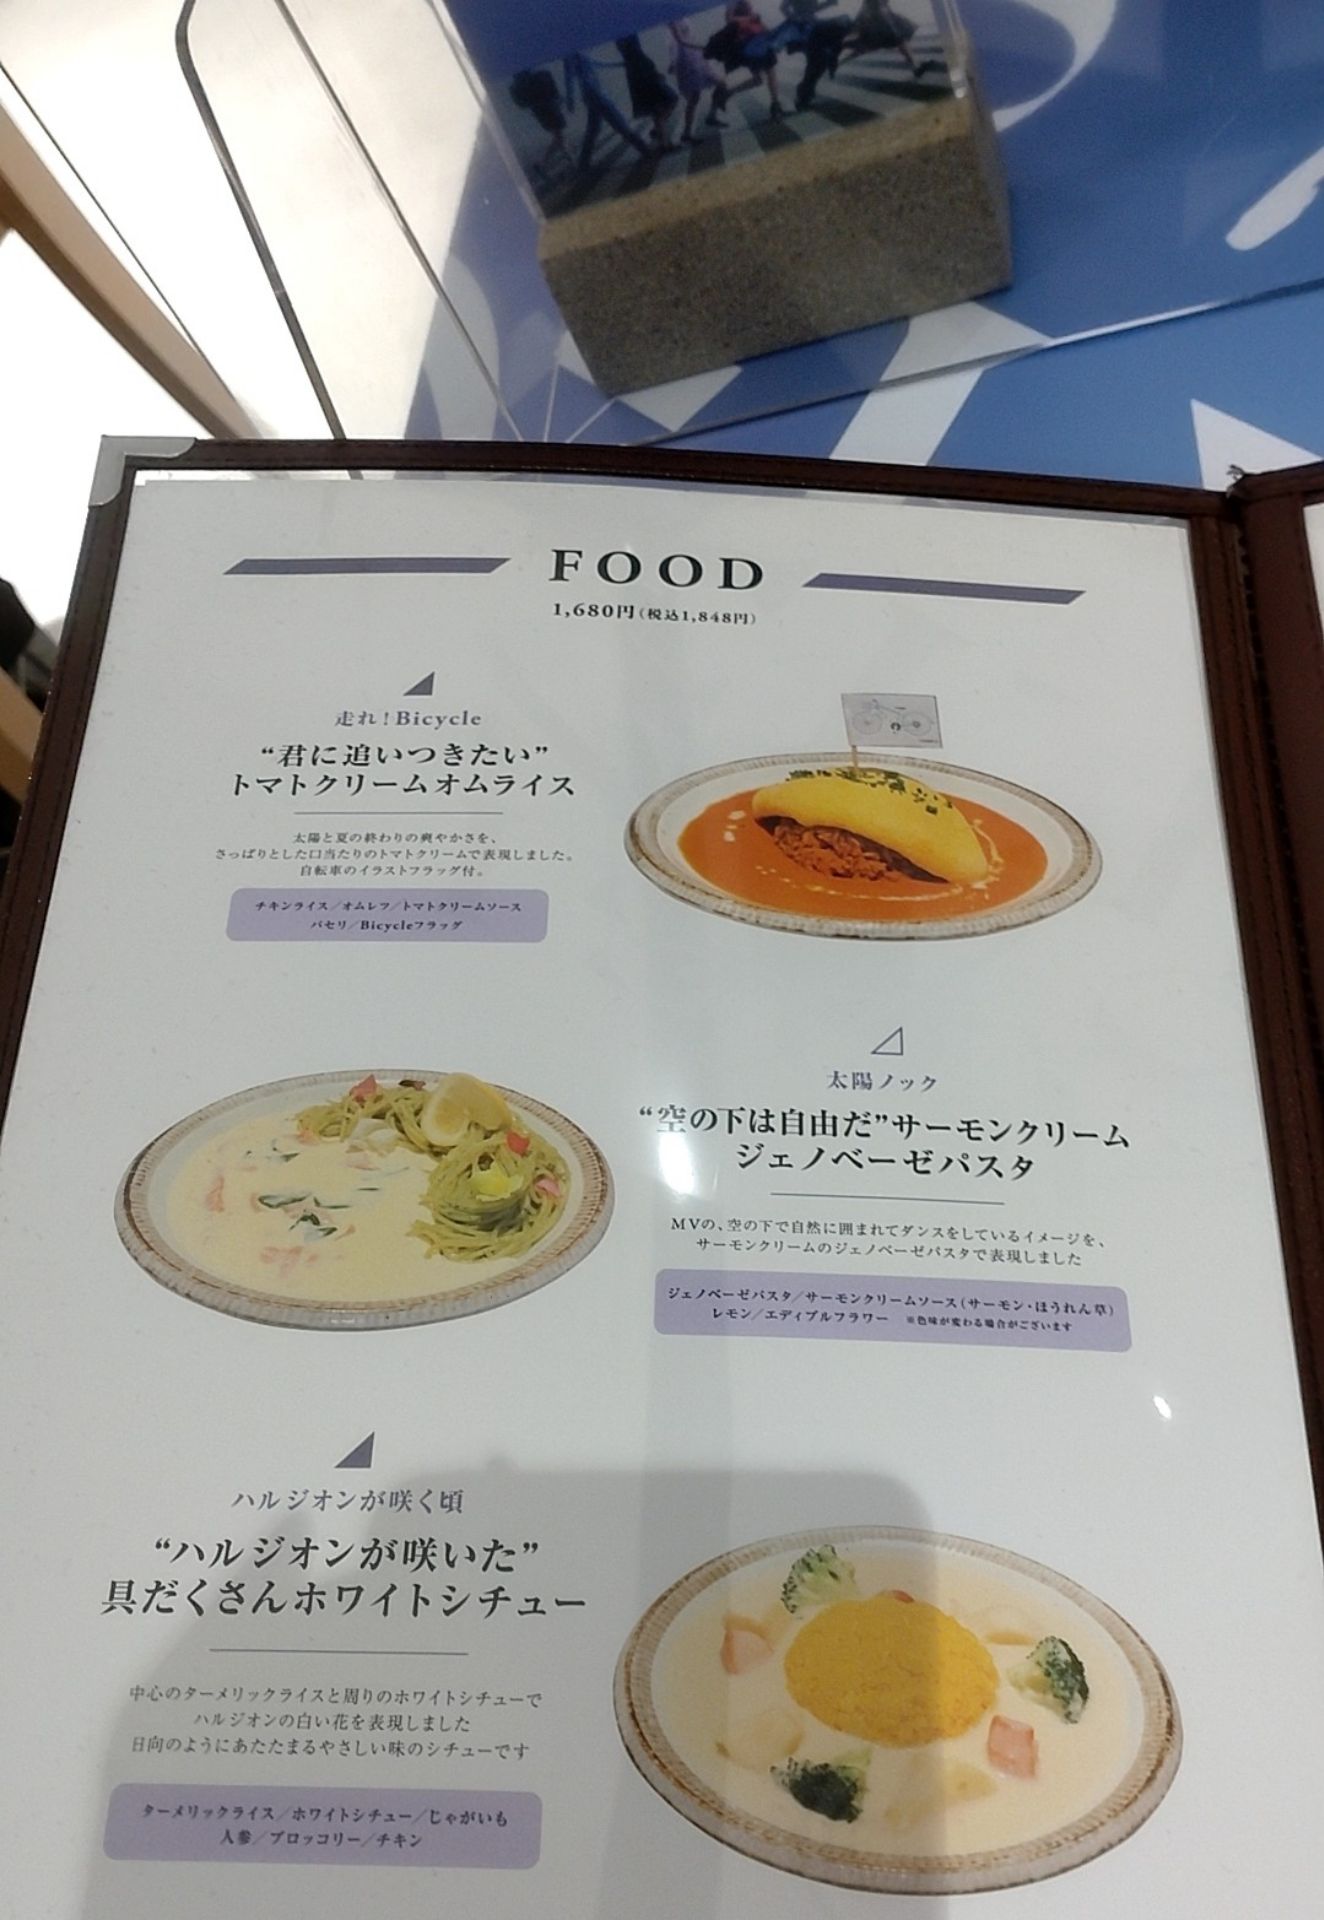 FOOD
1,680円(税込1,848円)
走れ!Bicycle
“君に追いつきたい”
トマトクリームオムライス
太陽と夏の終わりの爽やかさを、
さっぱりとした口当たりのトマトクリームで表現しました。
自転車のイラストフラッグ付。
チキンライス/オムレツ/トマトクリームソース
パセリ/Bicycleフラッグ
太陽ノック
“空の下は自由だ”サーモンクリーム
ジェノベーゼパスタ
MVの、空の下で自然に囲まれてダンスをしているイメージを、
サーモンクリームのジェノベーゼパスタで表現しました
ジェノベーゼパスタ/サーモンクリームソース(サーモン・ほうれん草)
レモン/エディブルフラワー ※色味が変わる場合がございます
ハルジオンが咲く頃
“ハルジオンが咲いた”
具だくさんホワイトシチュー
中心のターメリックライスと周りのホワイトシチューで
ハルジオンの白い花を表現しました
日向のようにあたたまるやさしい味のシチューです
ターメリックライス/ホワイトシチュー/じゃがいも
人参/ブロッコリー/チキン